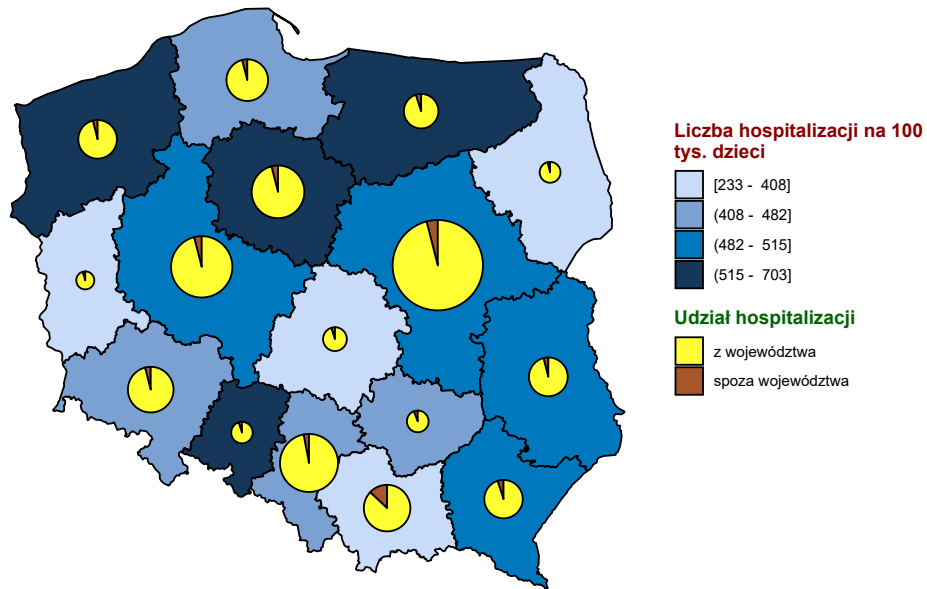 Liczba hospitalizacji na 100
tys. dzieci
[233 - 408]
(408 - 482]
(482 - 515]
(515 - 703]
Udział hospitalizacji
z województwa
spoza województwa